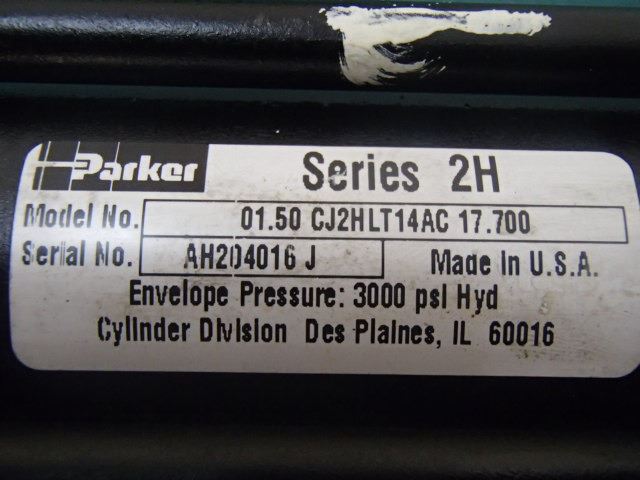 Parker Series 2H
Model No. 01.50 CJ2HLT14AC 17.700
Serial No. AH204016 J Made In U.S.A.
Envelope Pressure: 3000 psi Hyd
Cylinder Division Des Plaines, IL 60016